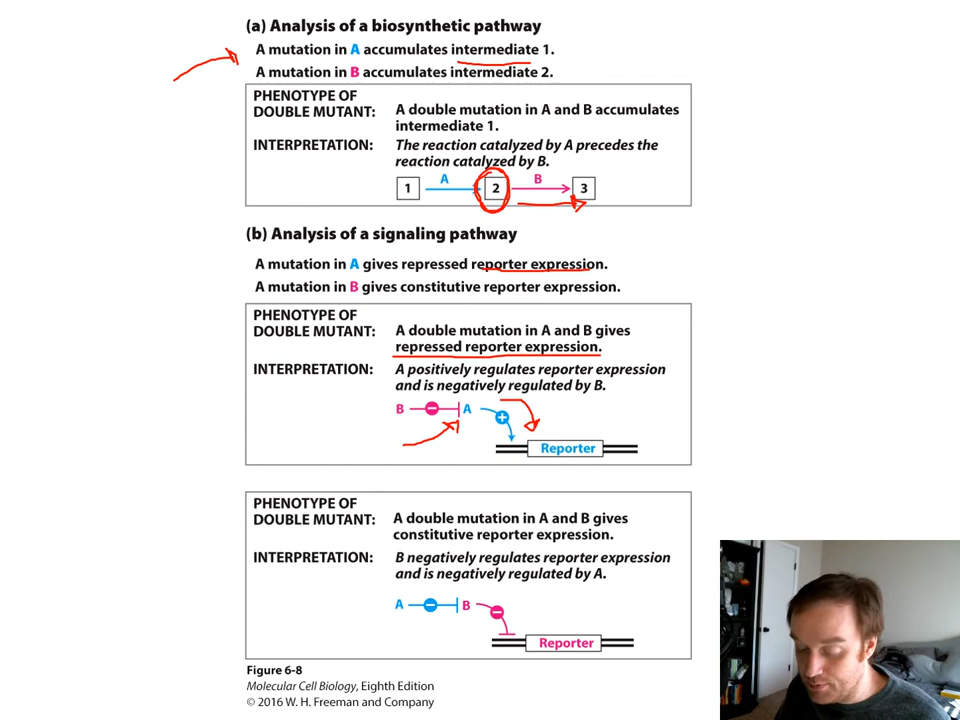 (a) Analysis of a biosynthetic pathway
A mutation in A accumulates intermediate 1.
A mutation in B accumulates intermediate 2.
PHENOTYPE OF
DOUBLE MUTANT: A double mutation in A and B accumulates
intermediate 1.
INTERPRETATION: The reaction catalyzed by A precedes the
reaction catalyzed by B.
A B
1 2 3
(b) Analysis of a signaling pathway
A mutation in A gives repressed reporter expression.
A mutation in B gives constitutive reporter expression.
PHENOTYPE OF
DOUBLE MUTANT: A double mutation in A and B gives
repressed reporter expression.
INTERPRETATION: A positively regulates reporter expression
and is negatively regulated by B.
B − A
+
Reporter
PHENOTYPE OF
DOUBLE MUTANT: A double mutation in A and B gives
constitutive reporter expression.
INTERPRETATION: B negatively regulates reporter expression
and is negatively regulated by A.
A − B
−
Reporter
Figure 6-8
Molecular Cell Biology, Eighth Edition
© 2016 W. H. Freeman and Company